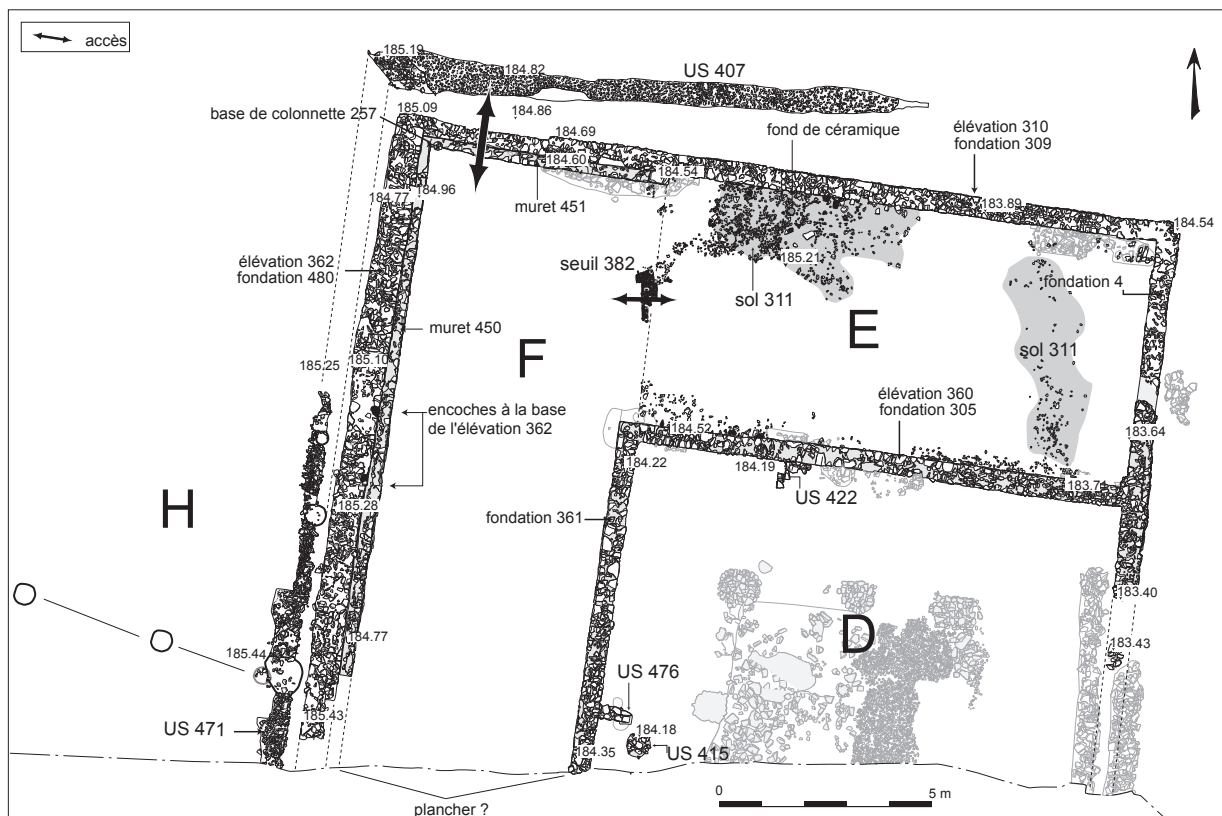 accès
185.19
184.82
US 407
185.09
184.86
base de colonnette 257
184.69
fond de céramique
élévation 310
fondation 309
184.60
184.54
184.96
184.77
muret 451
183.89
184.54
élévation 362
fondation 480
seuil 382
185.21
sol 311
fondation 4
E
muret 450
F
sol 311
185.10
185.25
encoches à la base
de l'élévation 362
élévation 360
fondation 305
184.52
183.64
184.22
184.19
183.71
US 422
H
185.28
fondation 361
183.40
D
184.77
183.43
185.44
US 476
185.43
184.18
US 471
US 415
184.35
plancher ?
0
5 m